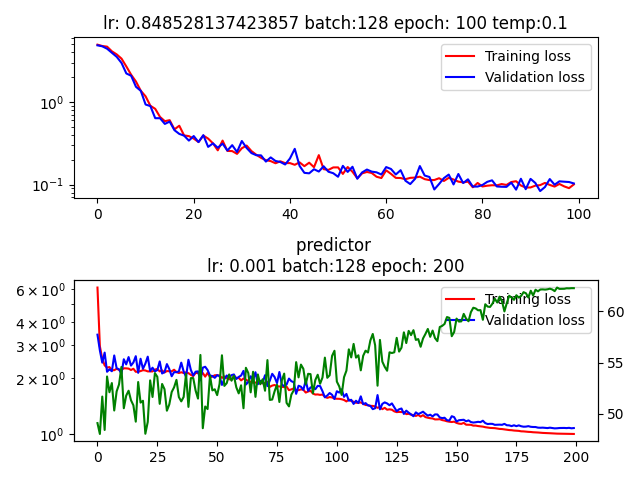 lr: 0.848528137423857 batch:128 epoch: 100 temp:0.1
Training loss
Validation loss
10⁰
10⁻¹
0 20 40 60 80 100
predictor
lr: 0.001 batch:128 epoch: 200
Training loss
Validation loss
6 × 10⁰
4 × 10⁰
3 × 10⁰
2 × 10⁰
10⁰
60
55
50
0 25 50 75 100 125 150 175 200